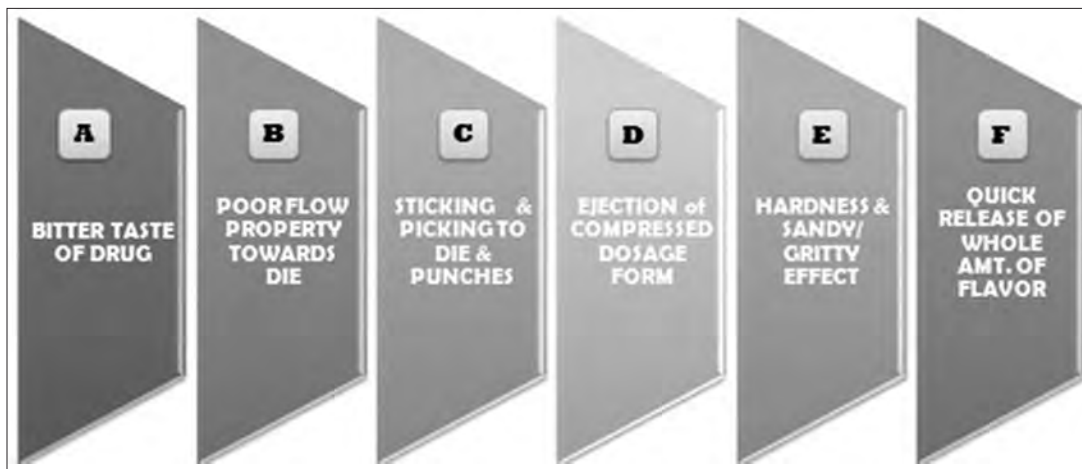 A
BITTER TASTE
OF DRUG
B
POOR FLOW
PROPERTY
TOWARDS
DIE
C
STICKING &
PICKING TO
DIE &
PUNCHES
D
EJECTION of
COMPRESSED
DOSAGE
FORM
E
HARDNESS &
SANDY/
GRITTY
EFFECT
F
QUICK
RELEASE OF
WHOLE
AMT. OF
FLAVOR